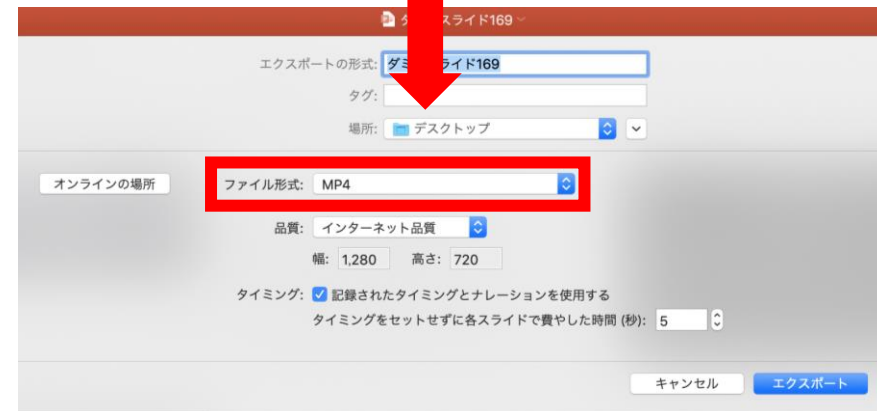 スライド169
エクスポートの形式: ダミースライド169
タグ:
場所: デスクトップ
オンラインの場所 ファイル形式: MP4
品質: インターネット品質
幅: 1,280 高さ: 720
タイミング: 記録されたタイミングとナレーションを使用する
タイミングをセットせずに各スライドで費やした時間 (秒): 5
キャンセル エクスポート